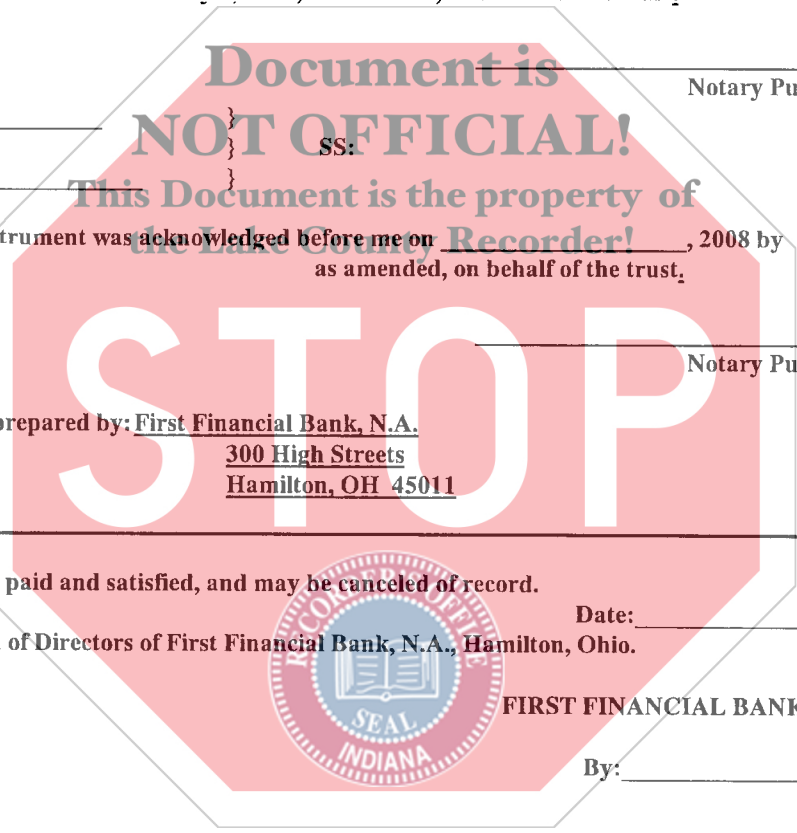 Document is
Notary Pu
NOT OFFICIAL!
}
} SS:
}
This Document is the property of
the Lake County Recorder!
trument was acknowledged before me on ____________________, 2008 by
as amended, on behalf of the trust.
STOP
Notary Pu
prepared by: First Financial Bank, N.A.
300 High Streets
Hamilton, OH 45011
paid and satisfied, and may be canceled of record.
Date:
of Directors of First Financial Bank, N.A., Hamilton, Ohio.
RECORDER'S OFFICE
SEAL
INDIANA
FIRST FINANCIAL BANK
By: